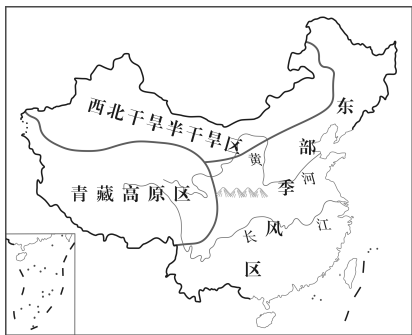 西北干旱半干旱区
青藏高原区
东部季风区
黄河
长江